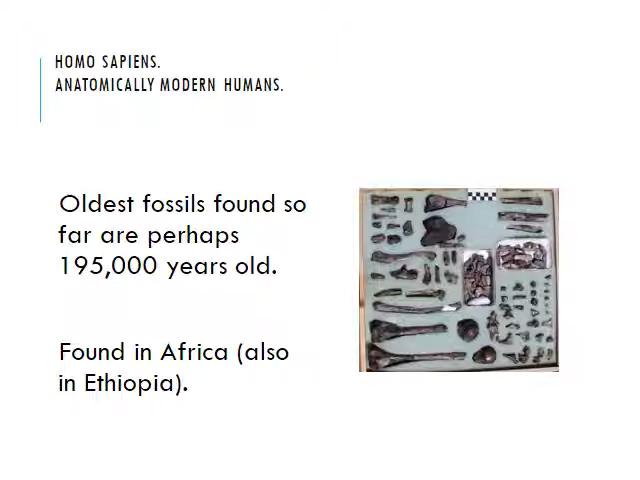 HOMO SAPIENS.
ANATOMICALLY MODERN HUMANS.
Oldest fossils found so
far are perhaps
195,000 years old.
Found in Africa (also
in Ethiopia).